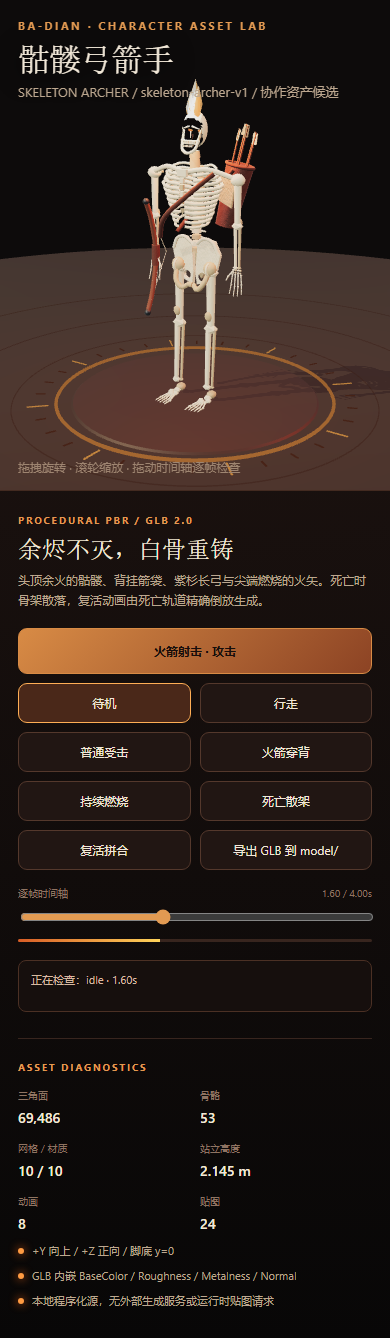 BA-DIAN · CHARACTER ASSET LAB
骷髅弓箭手
SKELETON ARCHER / skeleton-archer-v1 / 协作资产候选
拖拽旋转 · 滚轮缩放 · 拖动时间轴逐帧检查
PROCEDURAL PBR / GLB 2.0
余烬不灭，白骨重铸
头顶余火的骷髅、背挂箭袋、紫杉长弓与尖端燃烧的火矢。死亡时
骨架散落，复活动画由死亡轨道精确倒放生成。
火箭射击 · 攻击
待机
行走
普通受击
火箭穿背
持续燃烧
死亡散架
复活拼合
导出 GLB 到 model/
逐帧时间轴
1.60 / 4.00s
正在检查：idle · 1.60s
ASSET DIAGNOSTICS
三角面
骨骼
69,486
53
网格 / 材质
站立高度
10 / 10
2.145 m
动画
贴图
8
24
+Y 向上 / +Z 正向 / 脚底 y=0
GLB 内嵌 BaseColor / Roughness / Metalness / Normal
本地程序化源，无外部生成服务或运行时贴图请求